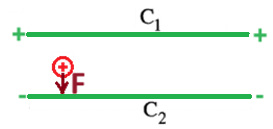 C₁
+ +
+
F
- -
C₂